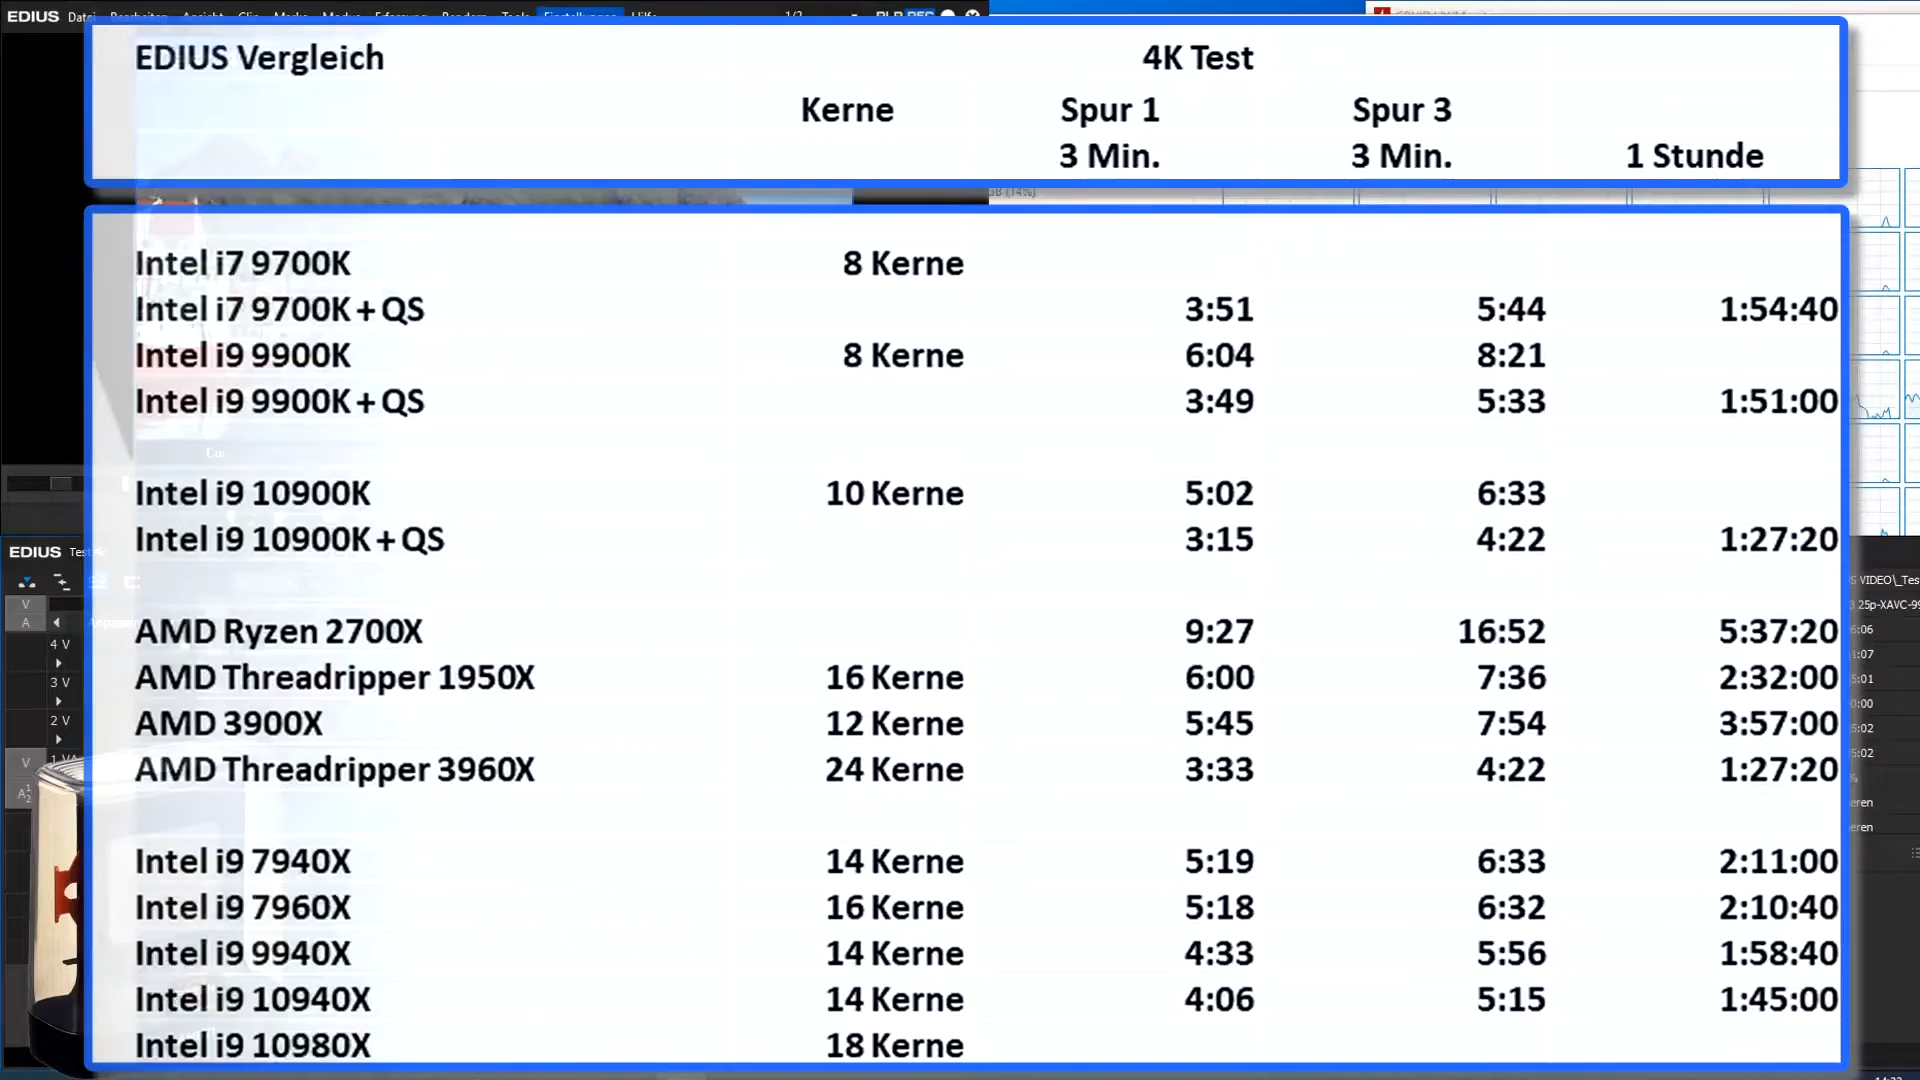 EDIUS
EDIUS Vergleich 4K Test
Kerne Spur 1 Spur 3
3 Min. 3 Min. 1 Stunde
Intel i7 9700K 8 Kerne
Intel i7 9700K + QS 3:51 5:44 1:54:40
Intel i9 9900K 8 Kerne 6:04 8:21
Intel i9 9900K + QS 3:49 5:33 1:51:00
Intel i9 10900K 10 Kerne 5:02 6:33
Intel i9 10900K + QS 3:15 4:22 1:27:20
EDIUS
AMD Ryzen 2700X 9:27 16:52 5:37:20
AMD Threadripper 1950X 16 Kerne 6:00 7:36 2:32:00
AMD 3900X 12 Kerne 5:45 7:54 3:57:00
AMD Threadripper 3960X 24 Kerne 3:33 4:22 1:27:20
Intel i9 7940X 14 Kerne 5:19 6:33 2:11:00
Intel i9 7960X 16 Kerne 5:18 6:32 2:10:40
Intel i9 9940X 14 Kerne 4:33 5:56 1:58:40
Intel i9 10940X 14 Kerne 4:06 5:15 1:45:00
Intel i9 10980X 18 Kerne
V
A
4 V
3 V
2 V
V